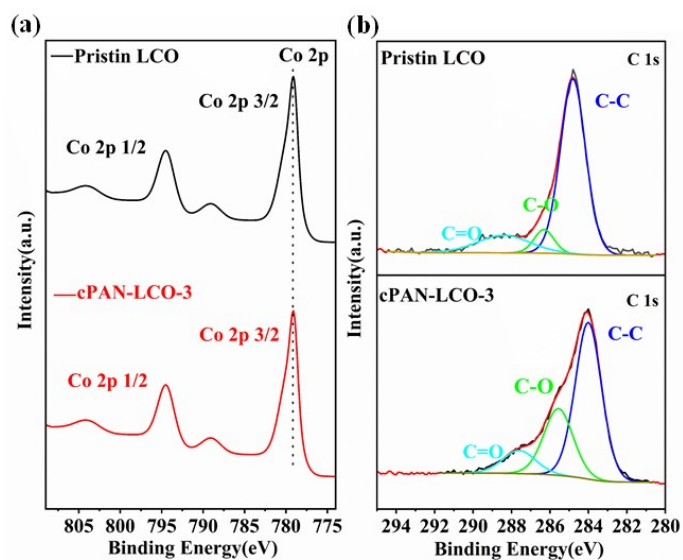 (a)
Pristin LCO
Co 2p
Co 2p 3/2
Co 2p 1/2
cPAN-LCO-3
Co 2p 3/2
Co 2p 1/2
Intensity(a.u.)
805 800 795 790 785 780 775
Binding Energy(eV)
(b)
Pristin LCO
C 1s
C-C
C-O
C=O
cPAN-LCO-3
C 1s
C-C
C-O
C=O
Intensity(a.u.)
294 292 290 288 286 284 282 280
Binding Energy(eV)